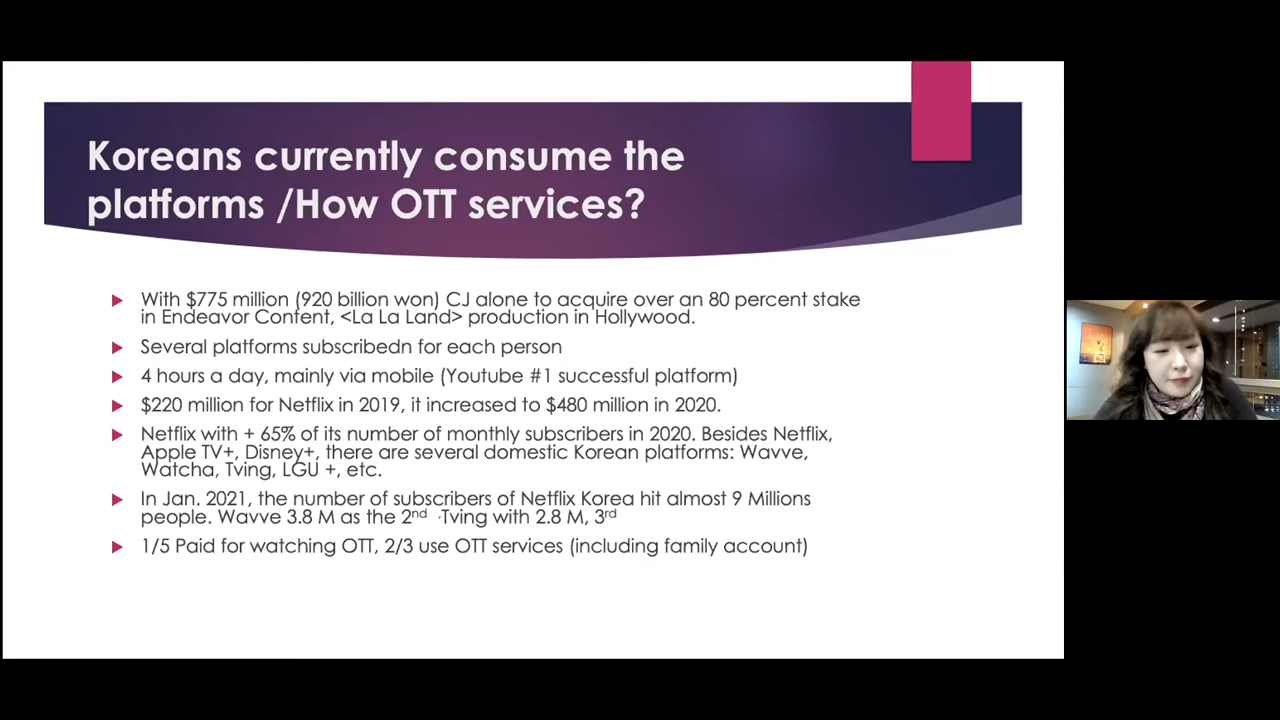 Koreans currently consume the
platforms /How OTT services?
With $775 million (920 billion won) CJ alone to acquire over an 80 percent stake
in Endeavor Content, <La La Land> production in Hollywood.
Several platforms subscribedn for each person
4 hours a day, mainly via mobile (Youtube #1 successful platform)
$220 million for Netflix in 2019, it increased to $480 million in 2020.
Netflix with + 65% of its number of monthly subscribers in 2020. Besides Netflix,
Apple TV+, Disney+, there are several domestic Korean platforms: Wavve,
Watcha, Tving, LGU +, etc.
In Jan. 2021, the number of subscribers of Netflix Korea hit almost 9 Millions
people. Wavve 3.8 M as the 2nd ·Tving with 2.8 M, 3rd
1/5 Paid for watching OTT, 2/3 use OTT services (including family account)